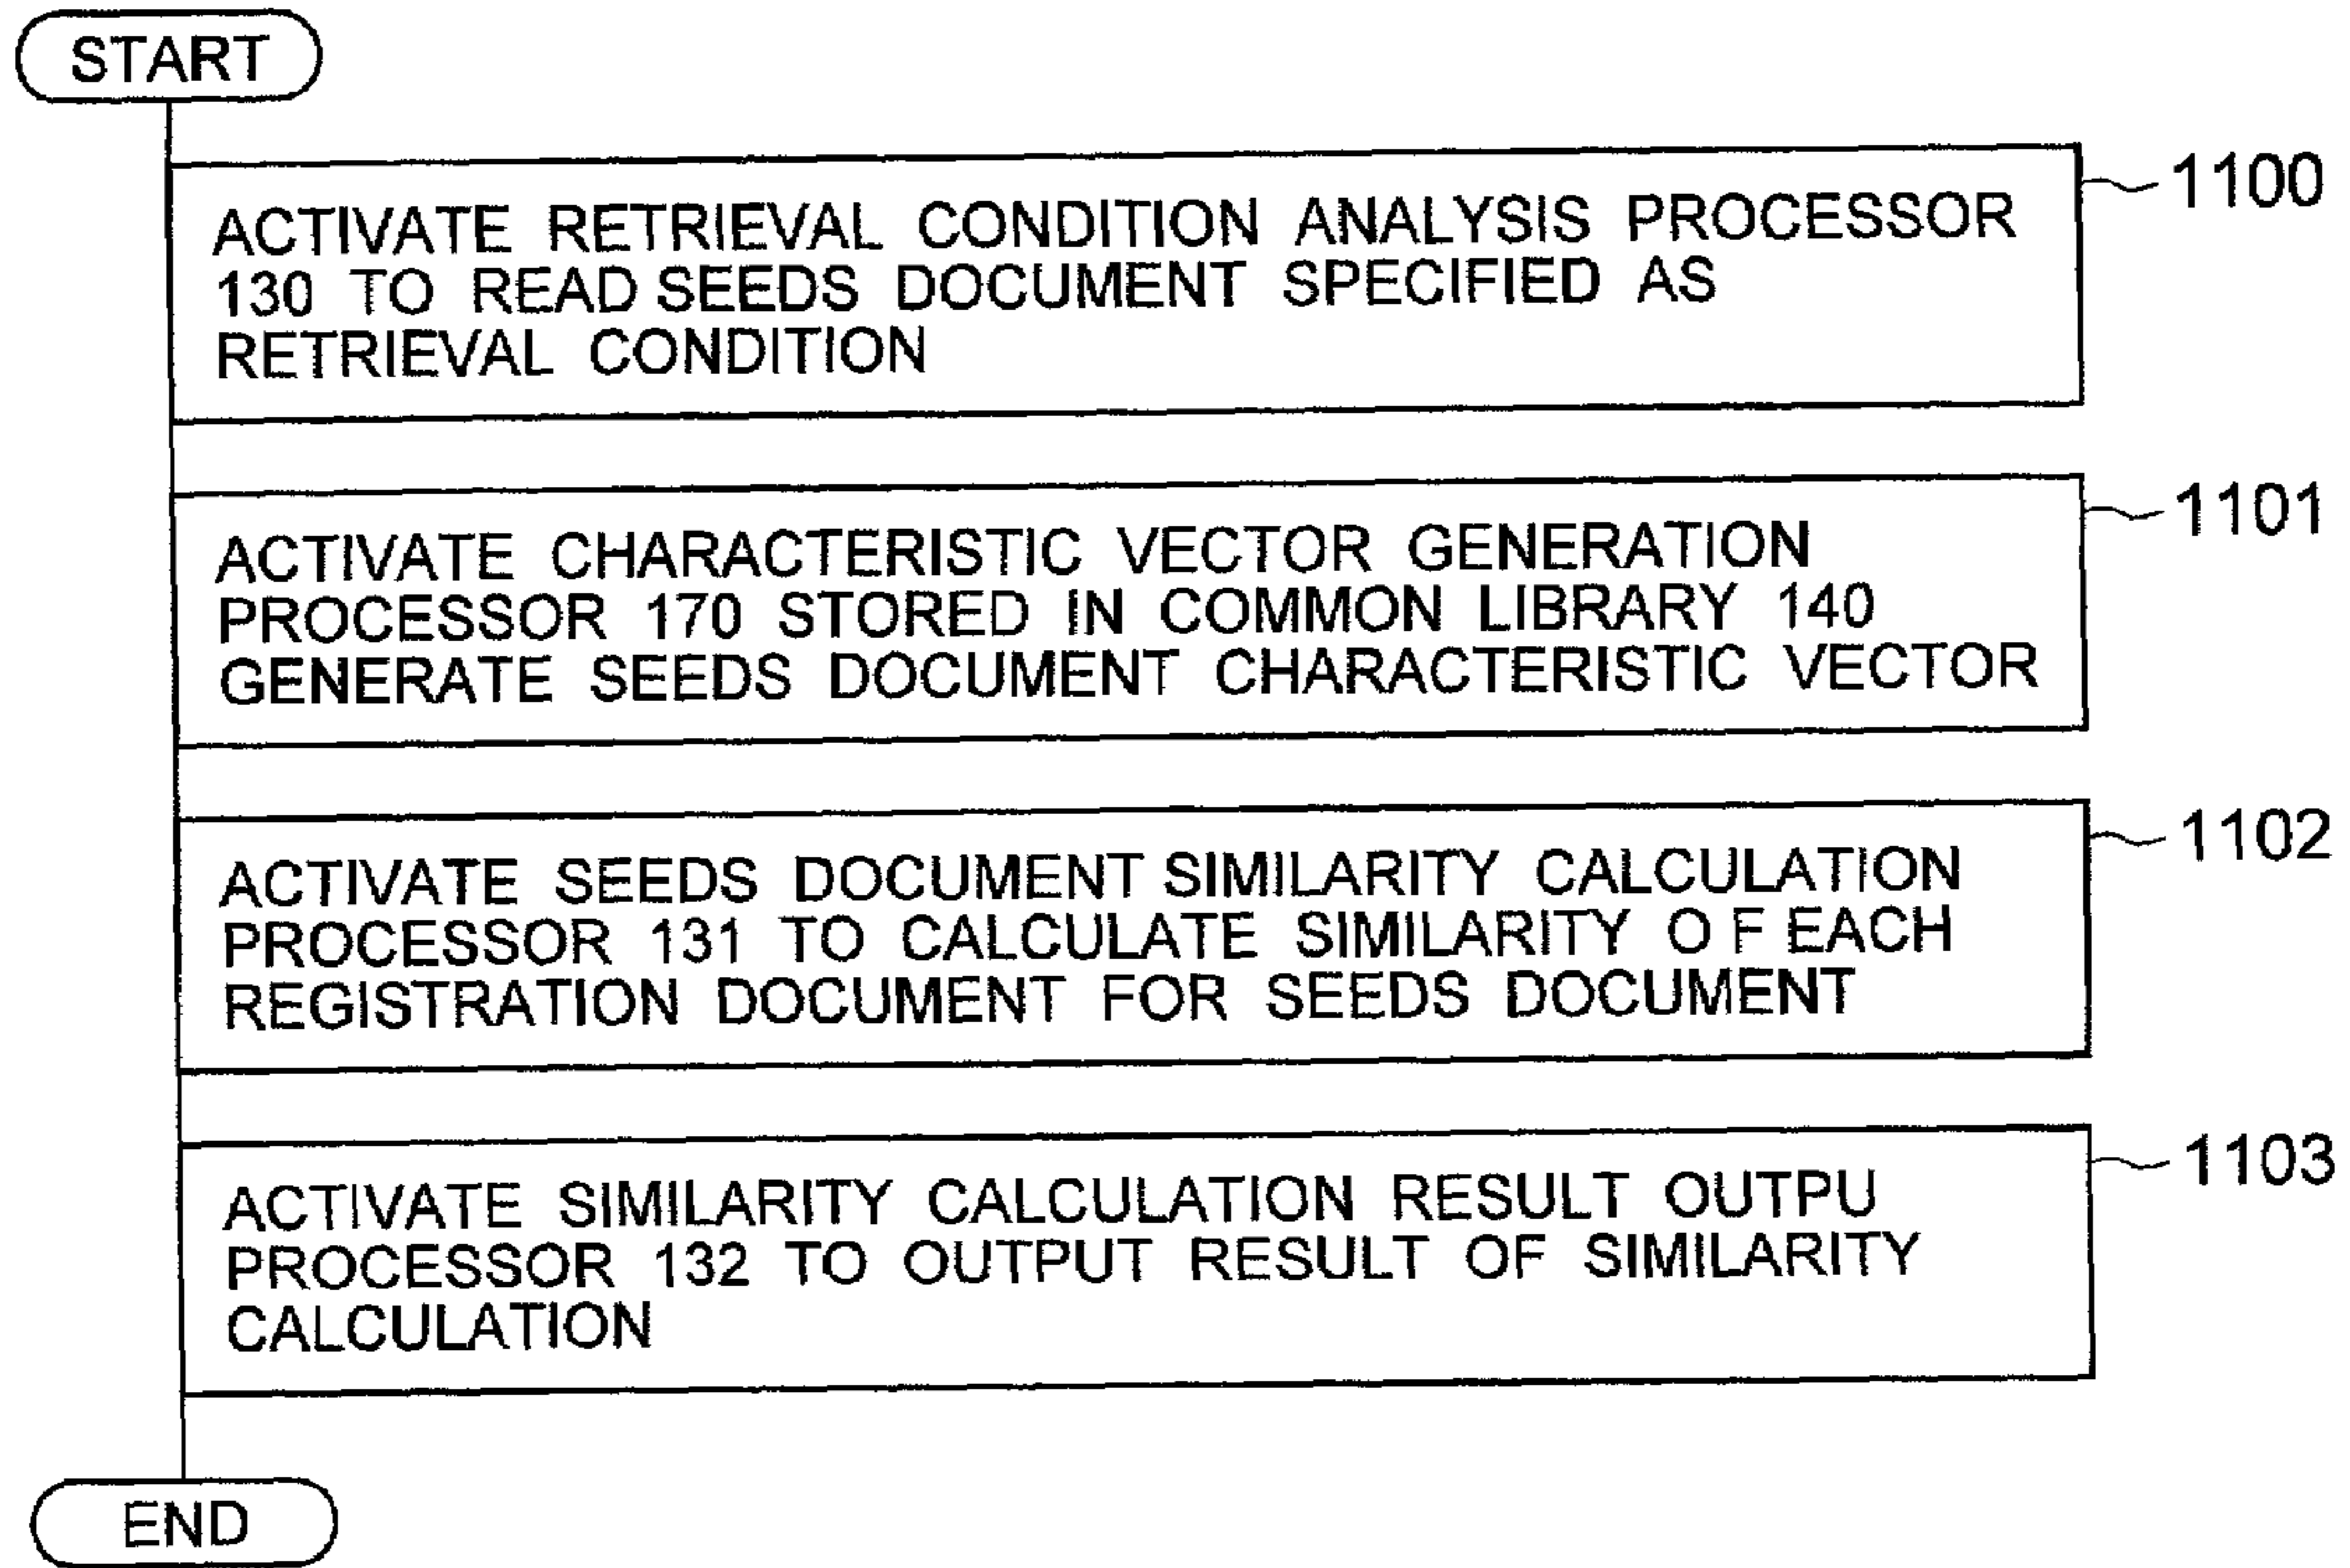 START
1100
ACTIVATE RETRIEVAL CONDITION ANALYSIS PROCESSOR
130 TO READ SEEDS DOCUMENT SPECIFIED AS
RETRIEVAL CONDITION
1101
ACTIVATE CHARACTERISTIC VECTOR GENERATION
PROCESSOR 170 STORED IN COMMON LIBRARY 140
GENERATE SEEDS DOCUMENT CHARACTERISTIC VECTOR
1102
ACTIVATE SEEDS DOCUMENT SIMILARITY CALCULATION
PROCESSOR 131 TO CALCULATE SIMILARITY O F EACH
REGISTRATION DOCUMENT FOR SEEDS DOCUMENT
1103
ACTIVATE SIMILARITY CALCULATION RESULT OUTPU
PROCESSOR 132 TO OUTPUT RESULT OF SIMILARITY
CALCULATION
END